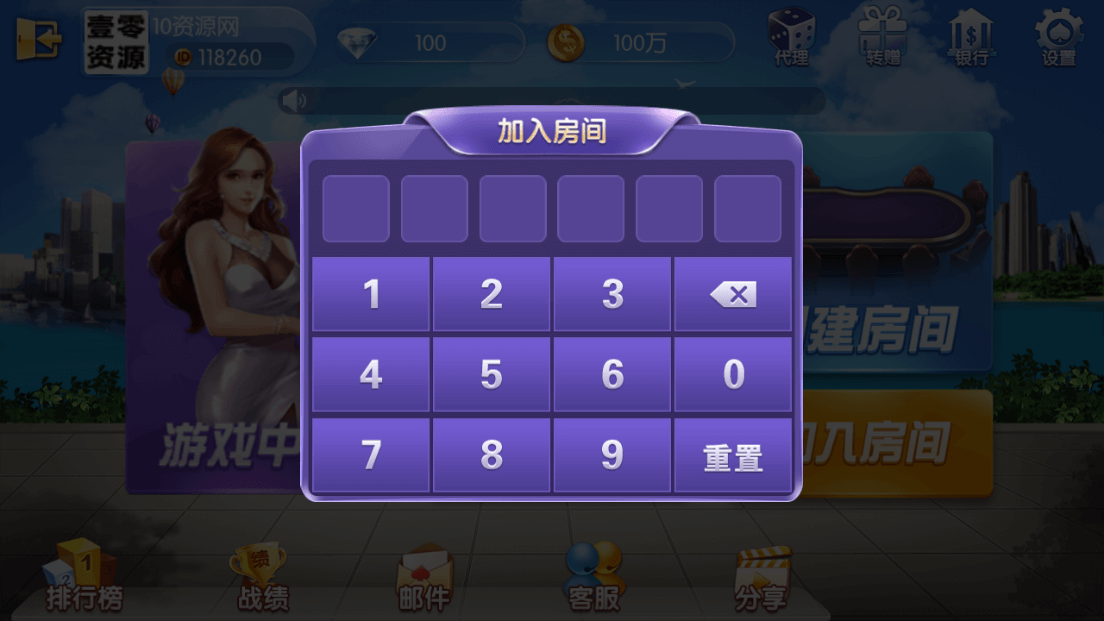 壹零
资源
10资源网
ID 118260
100
100万
代理
转赠
银行
设置
加入房间
1 2 3
4 5 6 0
7 8 9 重置
游戏中
建房间
加入房间
1
2
排行榜
绩
战绩
邮件
客服
分享